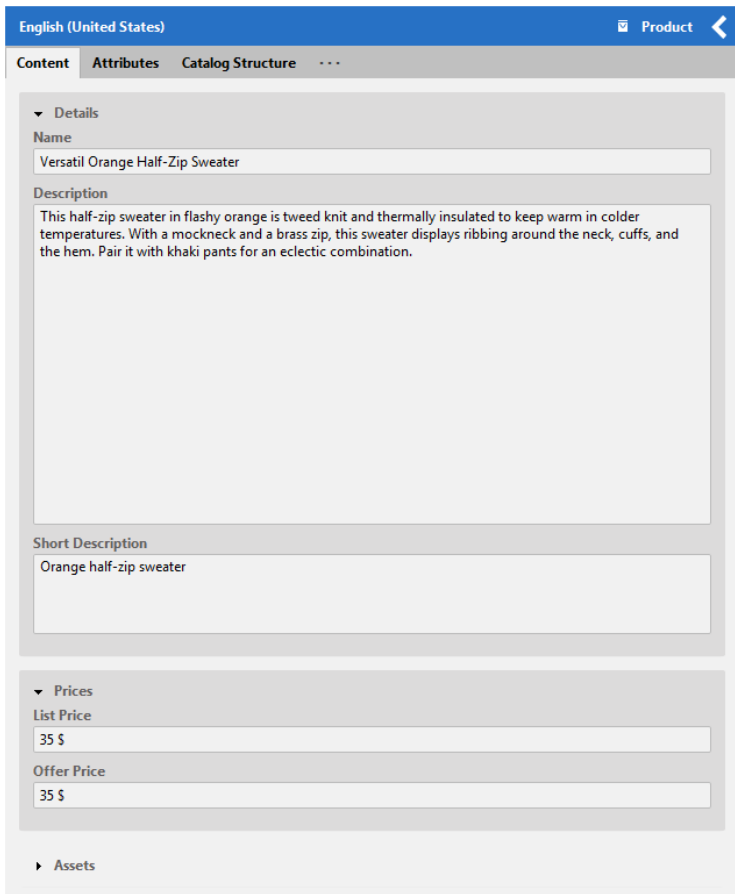 English (United States) Product
Content Attributes Catalog Structure ...
Details
Name
Versatil Orange Half-Zip Sweater
Description
This half-zip sweater in flashy orange is tweed knit and thermally insulated to keep warm in colder
temperatures. With a mockneck and a brass zip, this sweater displays ribbing around the neck, cuffs, and
the hem. Pair it with khaki pants for an eclectic combination.
Short Description
Orange half-zip sweater
Prices
List Price
35 $
Offer Price
35 $
Assets